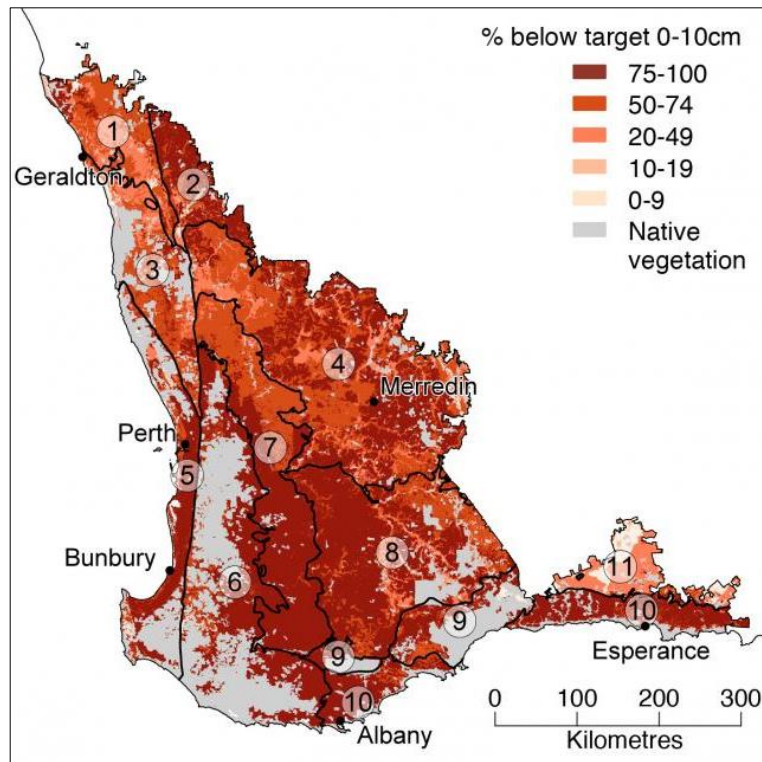 % below target 0-10cm
75-100
50-74
20-49
10-19
0-9
Native
vegetation
1
Geraldton
2
3
4
Merredin
Perth
7
5
8
Bunbury
6
11
9
10
Esperance
9
10
Albany
0 100 200 300
Kilometres